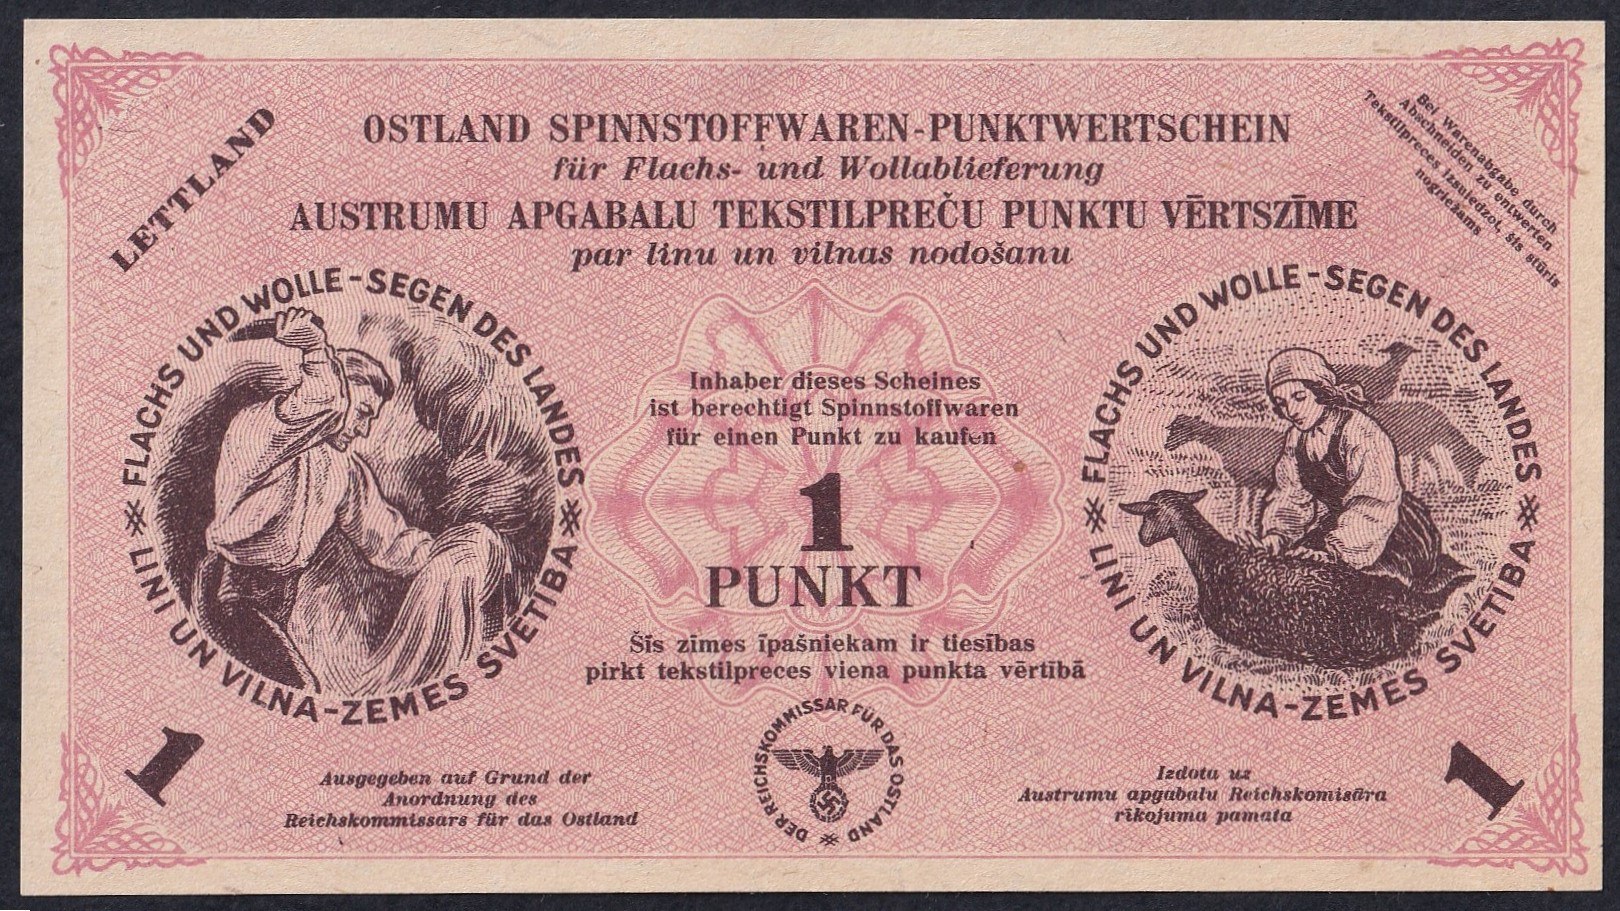 LETTLAND
OSTLAND SPINNSTOFFWAREN-PUNKTWERTSCHEIN
für Flachs- und Wollablieferung
AUSTRUMU APGABALU TEKSTILPREČU PUNKTU VĒRTSZĪME
par linu un vilnas nodošanu
Bei Warenabgabe durch
Abschneiden zu entwerten
Tekstilpreces izsniedzot, šis stūris
nogriežams
FLACHS UND WOLLE-SEGEN DES LANDES
LINI UN VILNA-ZEMES SVĒTIBA
Inhaber dieses Scheines
ist berechtigt Spinnstoffwaren
für einen Punkt zu kaufen
1
PUNKT
Šīs zīmes īpašniekam ir tiesības
pirkt tekstilpreces viena punkta vērtībā
FLACHS UND WOLLE-SEGEN DES LANDES
LINI UN VILNA-ZEMES SVĒTIBA
1
Ausgegeben auf Grund der
Anordnung des
Reichskommissars für das Ostland
DER REICHSKOMMISSAR FÜR DAS OSTLAND
Izdota uz
Austrumu apgabalu Reichskomisāra
rīkojuma pamata
1